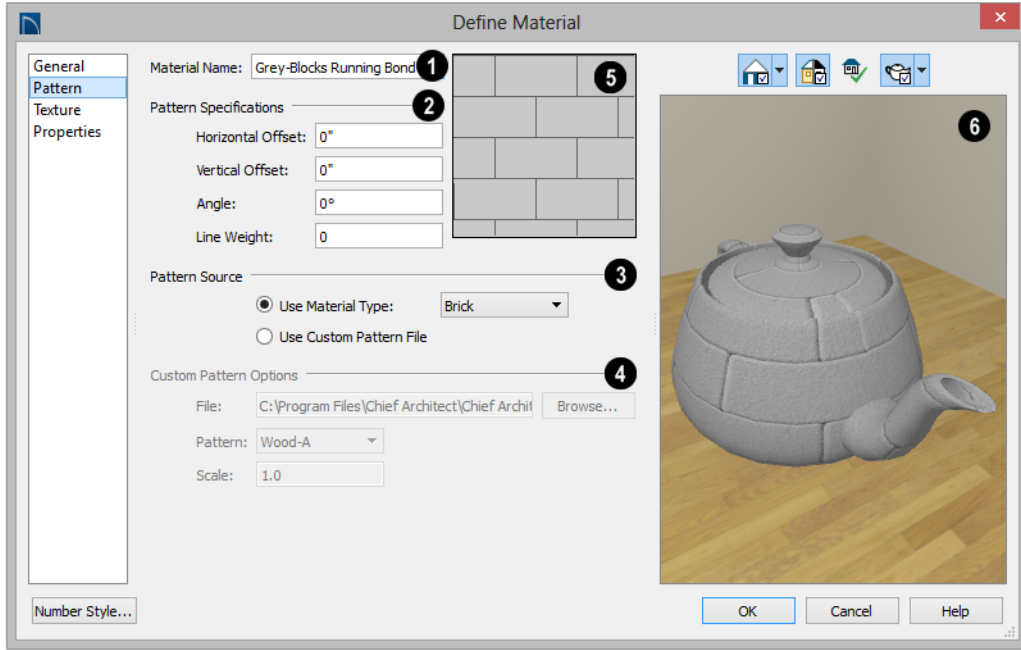 Define Material
General
Pattern
Texture
Properties
Material Name: Grey-Blocks Running Bond 1
Pattern Specifications 2
Horizontal Offset: 0"
Vertical Offset: 0"
Angle: 0°
Line Weight: 0
5
6
Pattern Source 3
Use Material Type: Brick
Use Custom Pattern File
Custom Pattern Options 4
File: C:\Program Files\Chief Architect\Chief Archit Browse...
Pattern: Wood-A
Scale: 1.0
Number Style... OK Cancel Help